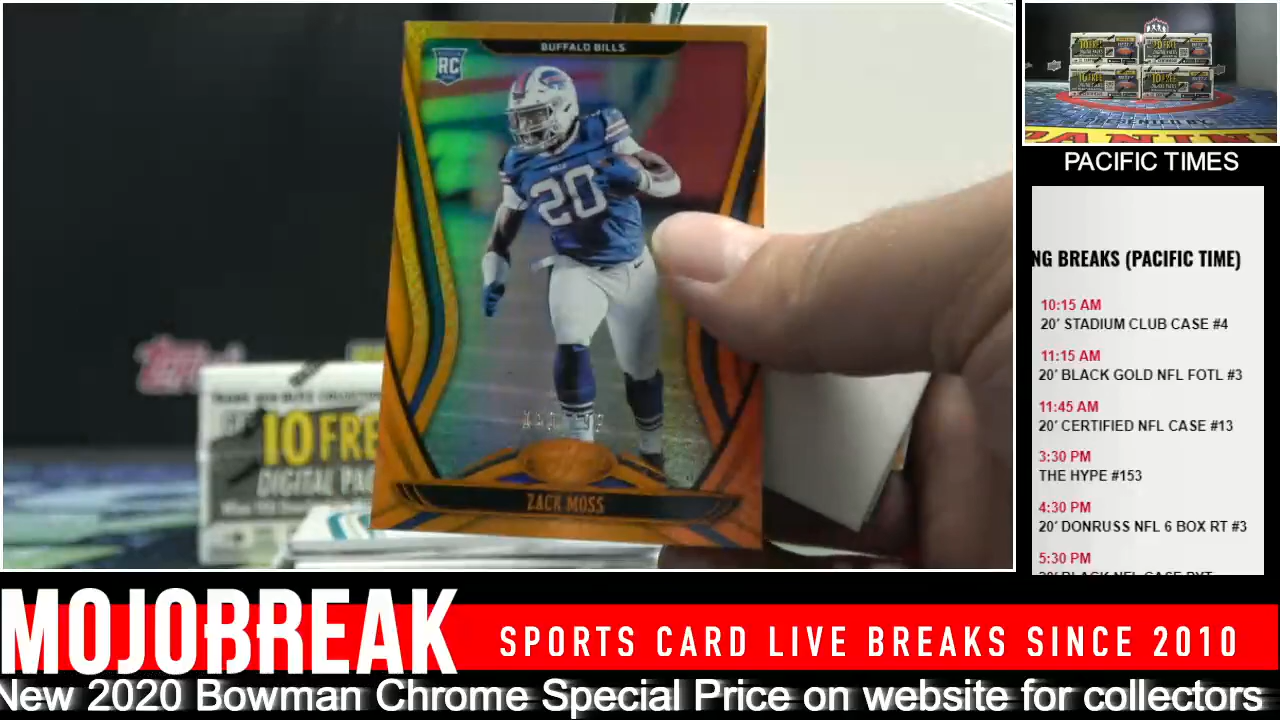 BUFFALO BILLS
RC
20
ZACK MOSS
10 FREE
DIGITAL PA
PACIFIC TIMES
NG BREAKS (PACIFIC TIME)
10:15 AM
20' STADIUM CLUB CASE #4
11:15 AM
20' BLACK GOLD NFL FOTL #3
11:45 AM
20' CERTIFIED NFL CASE #13
3:30 PM
THE HYPE #153
4:30 PM
20' DONRUSS NFL 6 BOX RT #3
5:30 PM
MOJOBREAK
SPORTS CARD LIVE BREAKS SINCE 2010
New 2020 Bowman Chrome Special Price on website for collectors